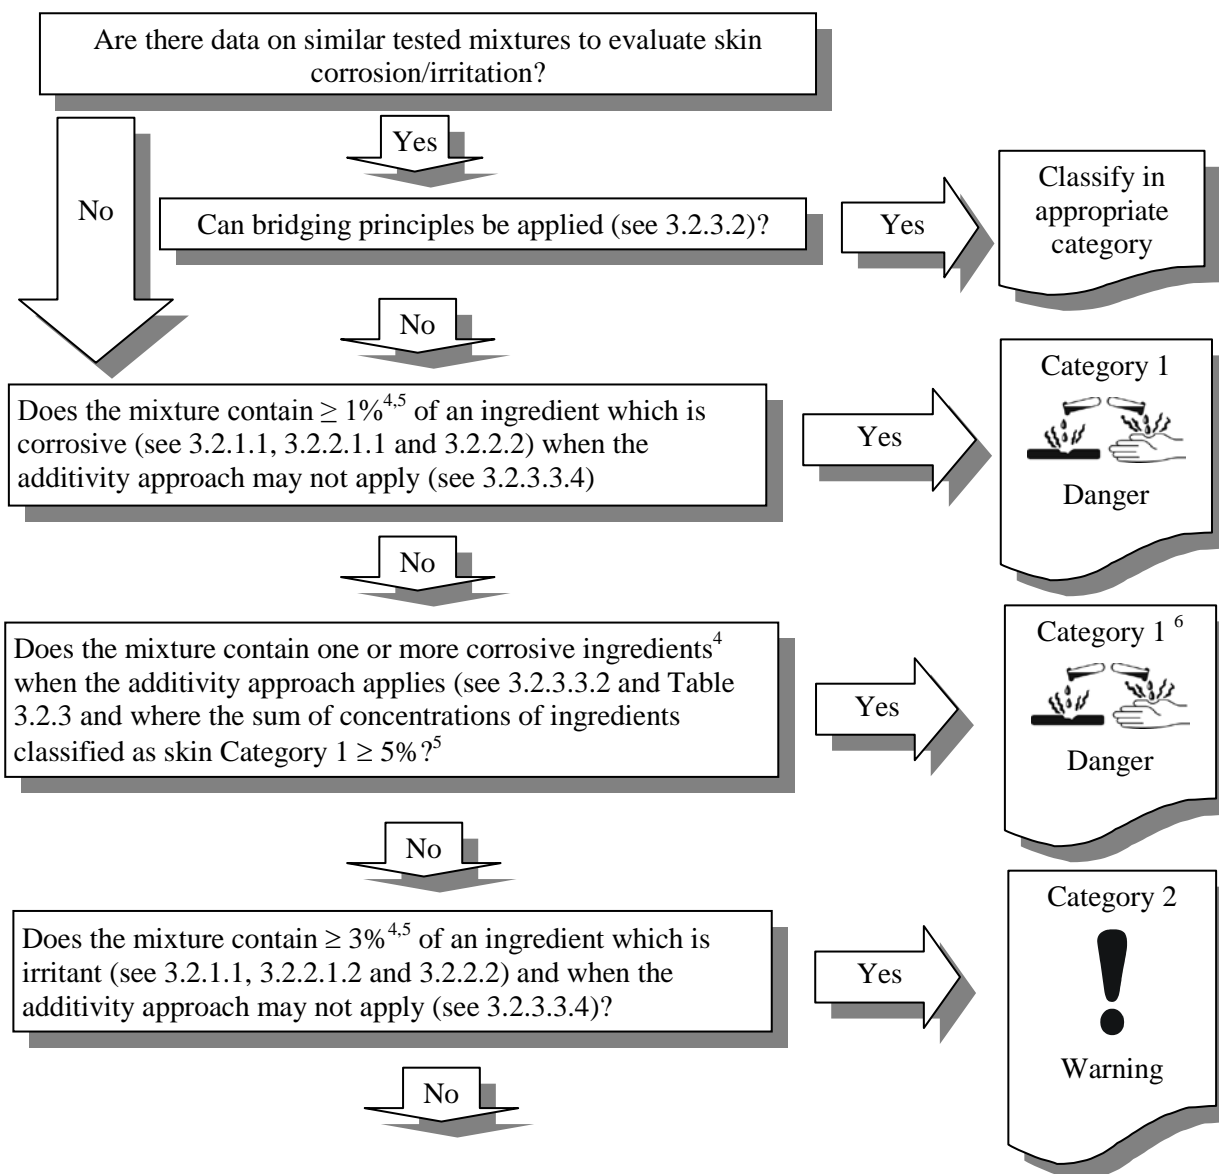 Are there data on similar tested mixtures to evaluate skin
corrosion/irritation?
Yes
No
Can bridging principles be applied (see 3.2.3.2)?
Yes
Classify in
appropriate
category
No
Does the mixture contain ≥ 1%4,5 of an ingredient which is
corrosive (see 3.2.1.1, 3.2.2.1.1 and 3.2.2.2) when the
additivity approach may not apply (see 3.2.3.3.4)
Yes
Category 1
Danger
No
Does the mixture contain one or more corrosive ingredients4
when the additivity approach applies (see 3.2.3.3.2 and Table
3.2.3 and where the sum of concentrations of ingredients
classified as skin Category 1 ≥ 5%?5
Yes
Category 1 6
Danger
No
Does the mixture contain ≥ 3%4,5 of an ingredient which is
irritant (see 3.2.1.1, 3.2.2.1.2 and 3.2.2.2) and when the
additivity approach may not apply (see 3.2.3.3.4)?
Yes
Category 2
Warning
No